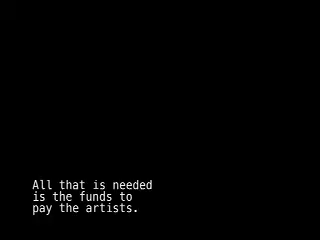 All that is needed
is the funds to
pay the artists.